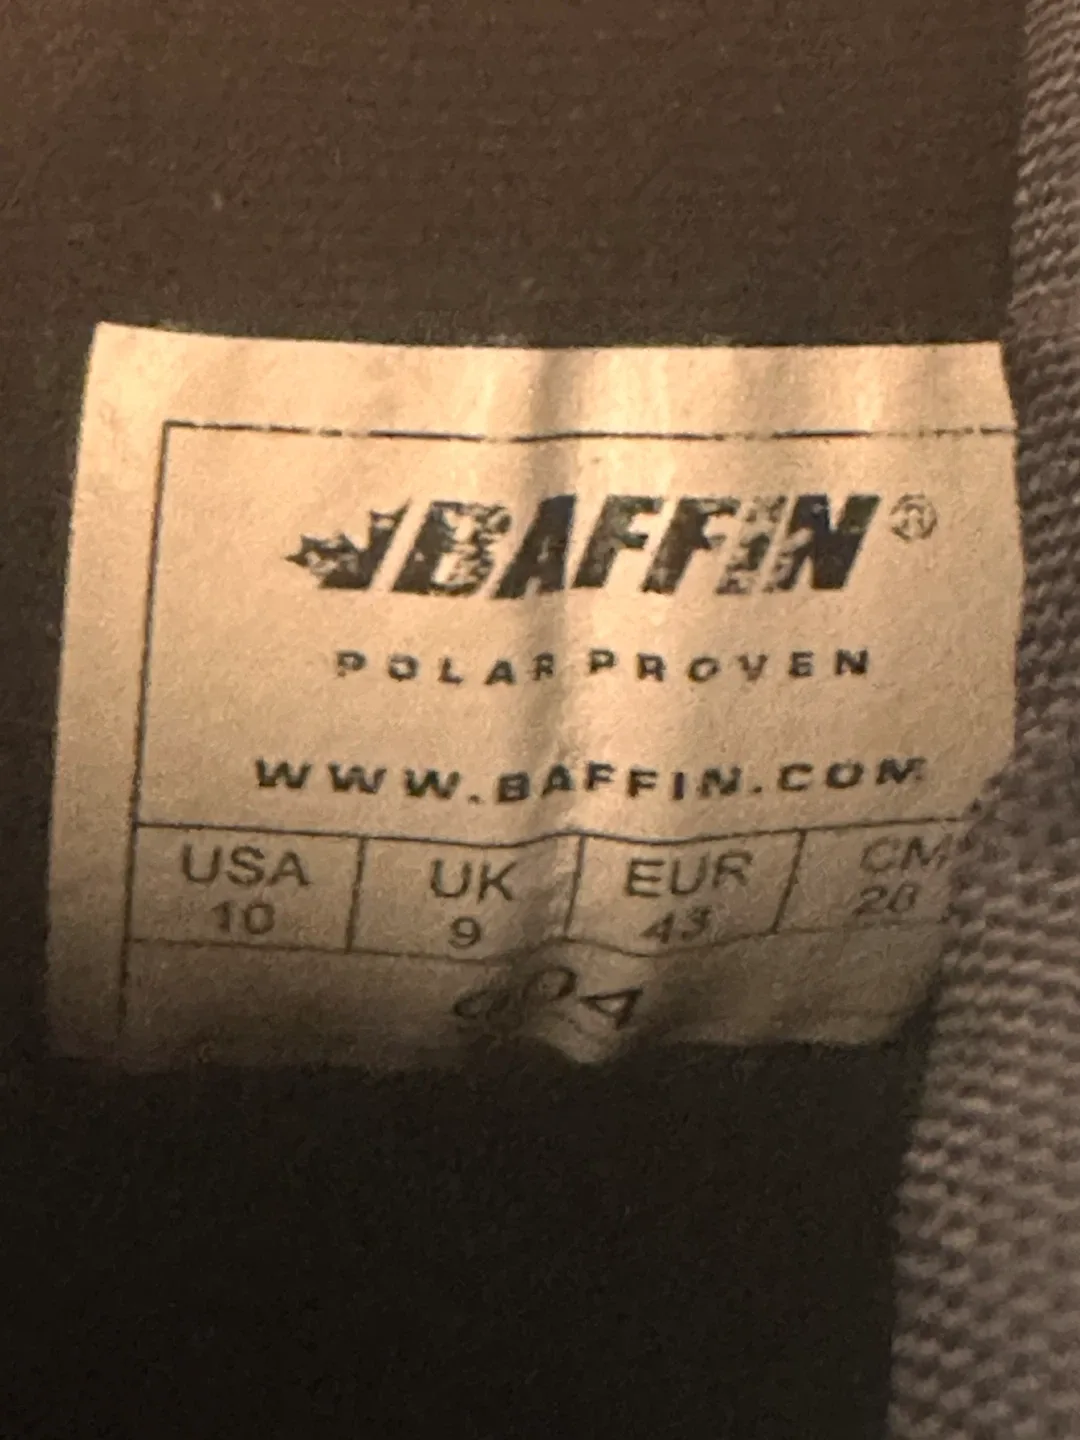 BAFFIN®
POLAR PROVEN
WWW.BAFFIN.COM
USA UK EUR CM
10 9 43 28